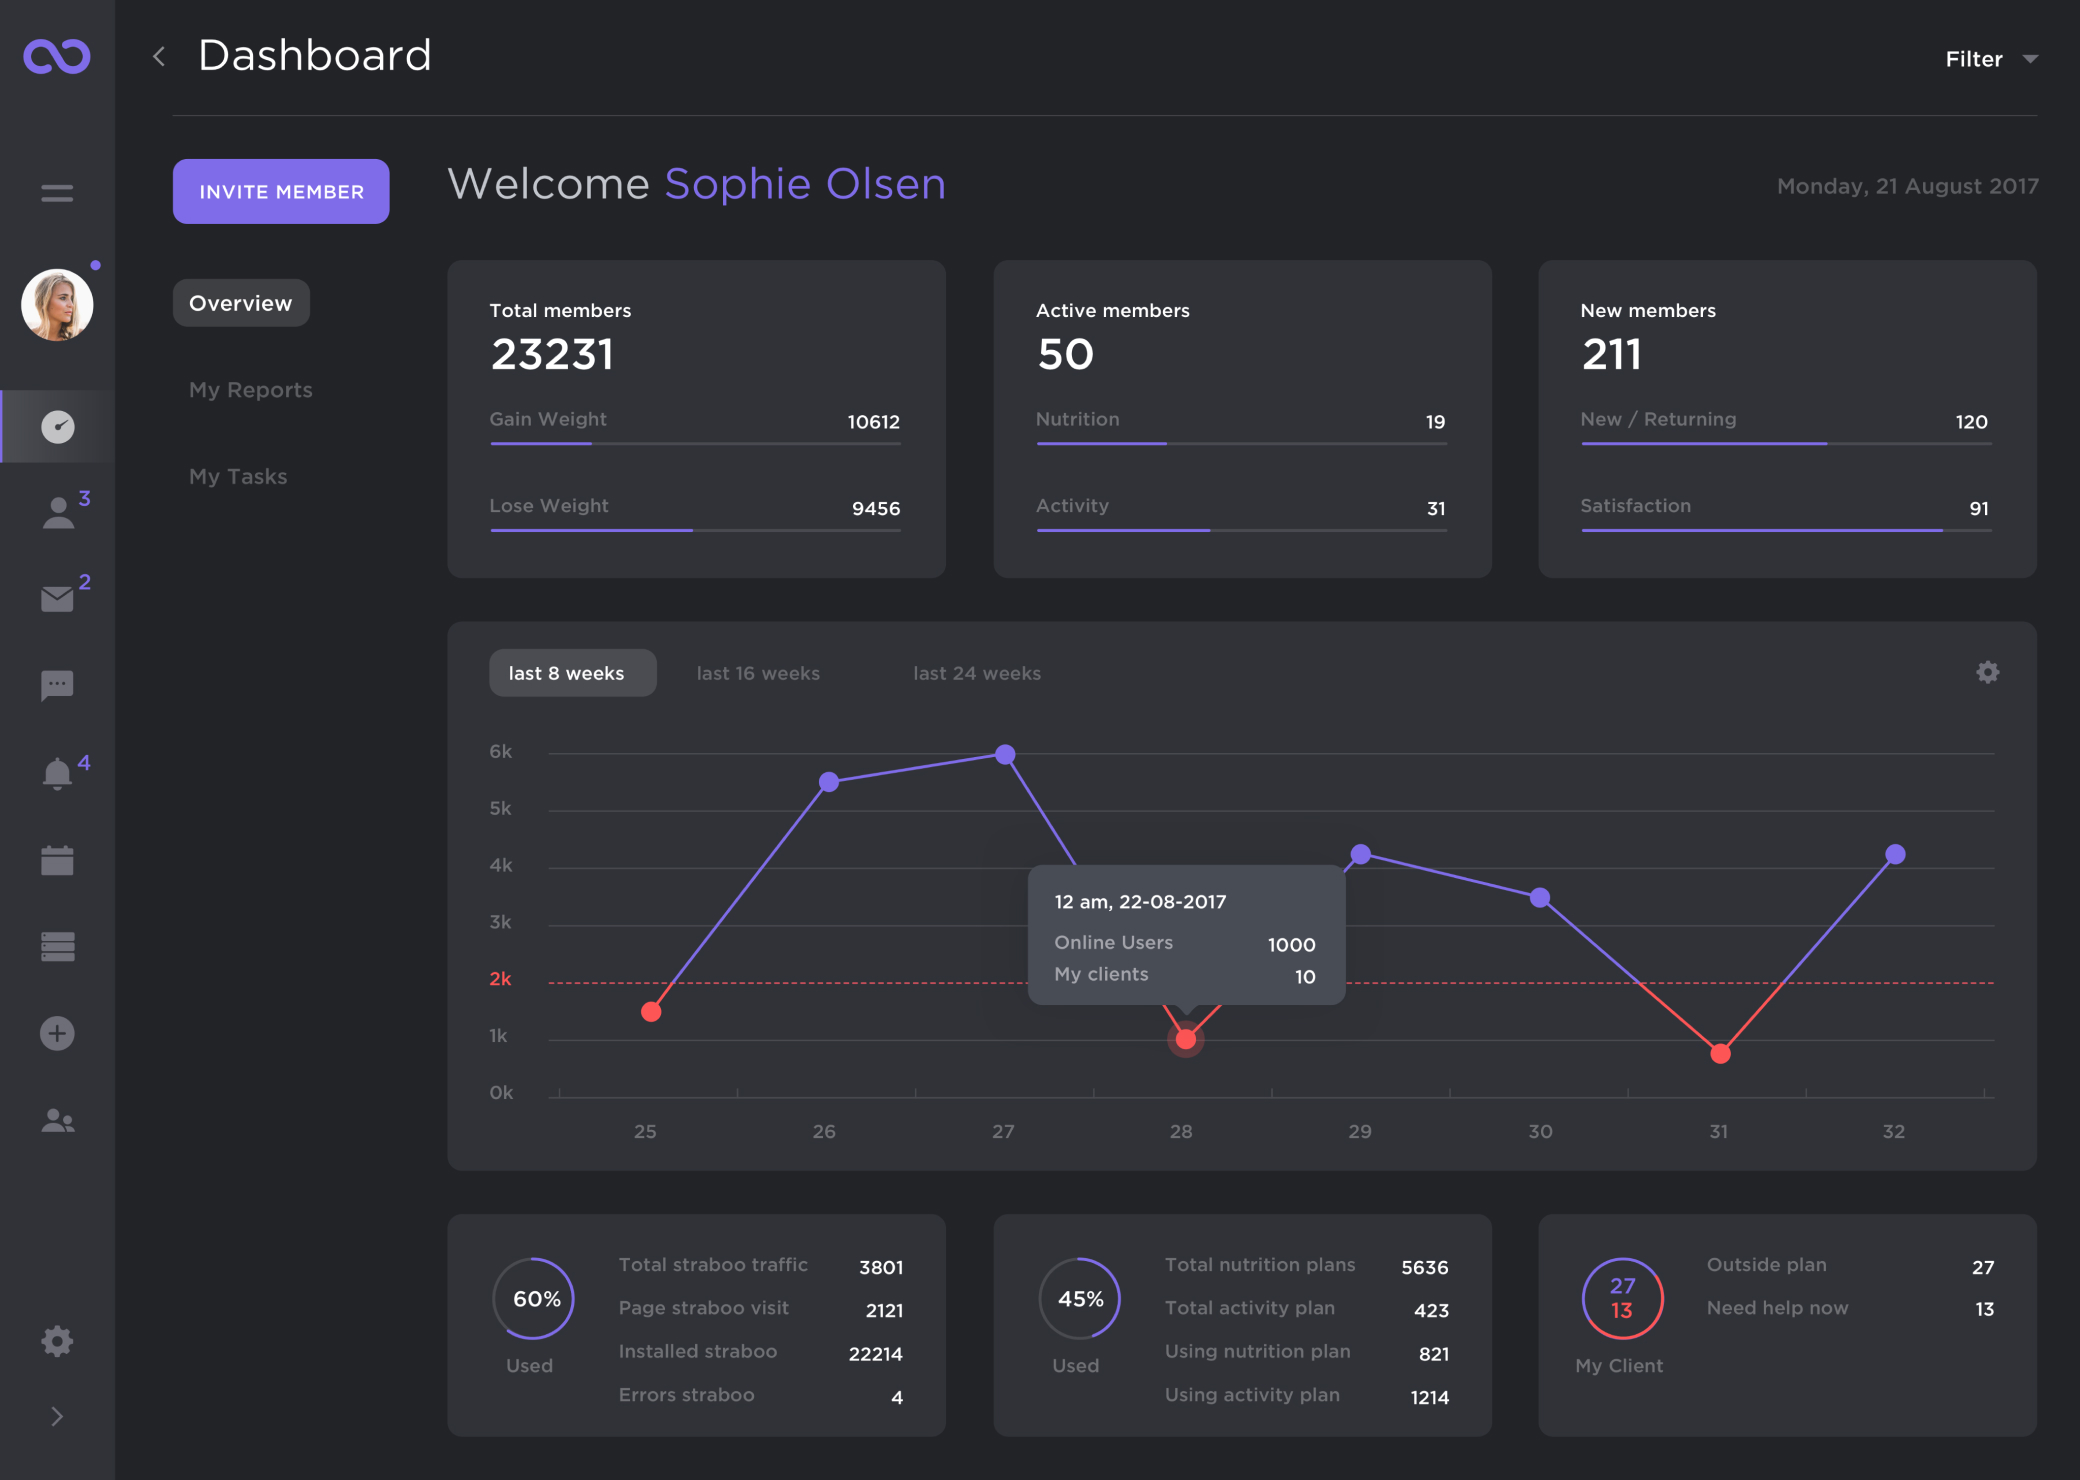 Dashboard
Filter
INVITE MEMBER
Welcome Sophie Olsen
Monday, 21 August 2017
Overview
My Reports
My Tasks
3
2
4
Total members
23231
Gain Weight 10612
Lose Weight 9456
Active members
50
Nutrition 19
Activity 31
New members
211
New / Returning 120
Satisfaction 91
last 8 weeks last 16 weeks last 24 weeks
6k
5k
4k
3k
2k
1k
0k
12 am, 22-08-2017
Online Users 1000
My clients 10
25 26 27 28 29 30 31 32
60%
Used
Total straboo traffic 3801
Page straboo visit 2121
Installed straboo 22214
Errors straboo 4
45%
Used
Total nutrition plans 5636
Total activity plan 423
Using nutrition plan 821
Using activity plan 1214
27
13
My Client
Outside plan 27
Need help now 13